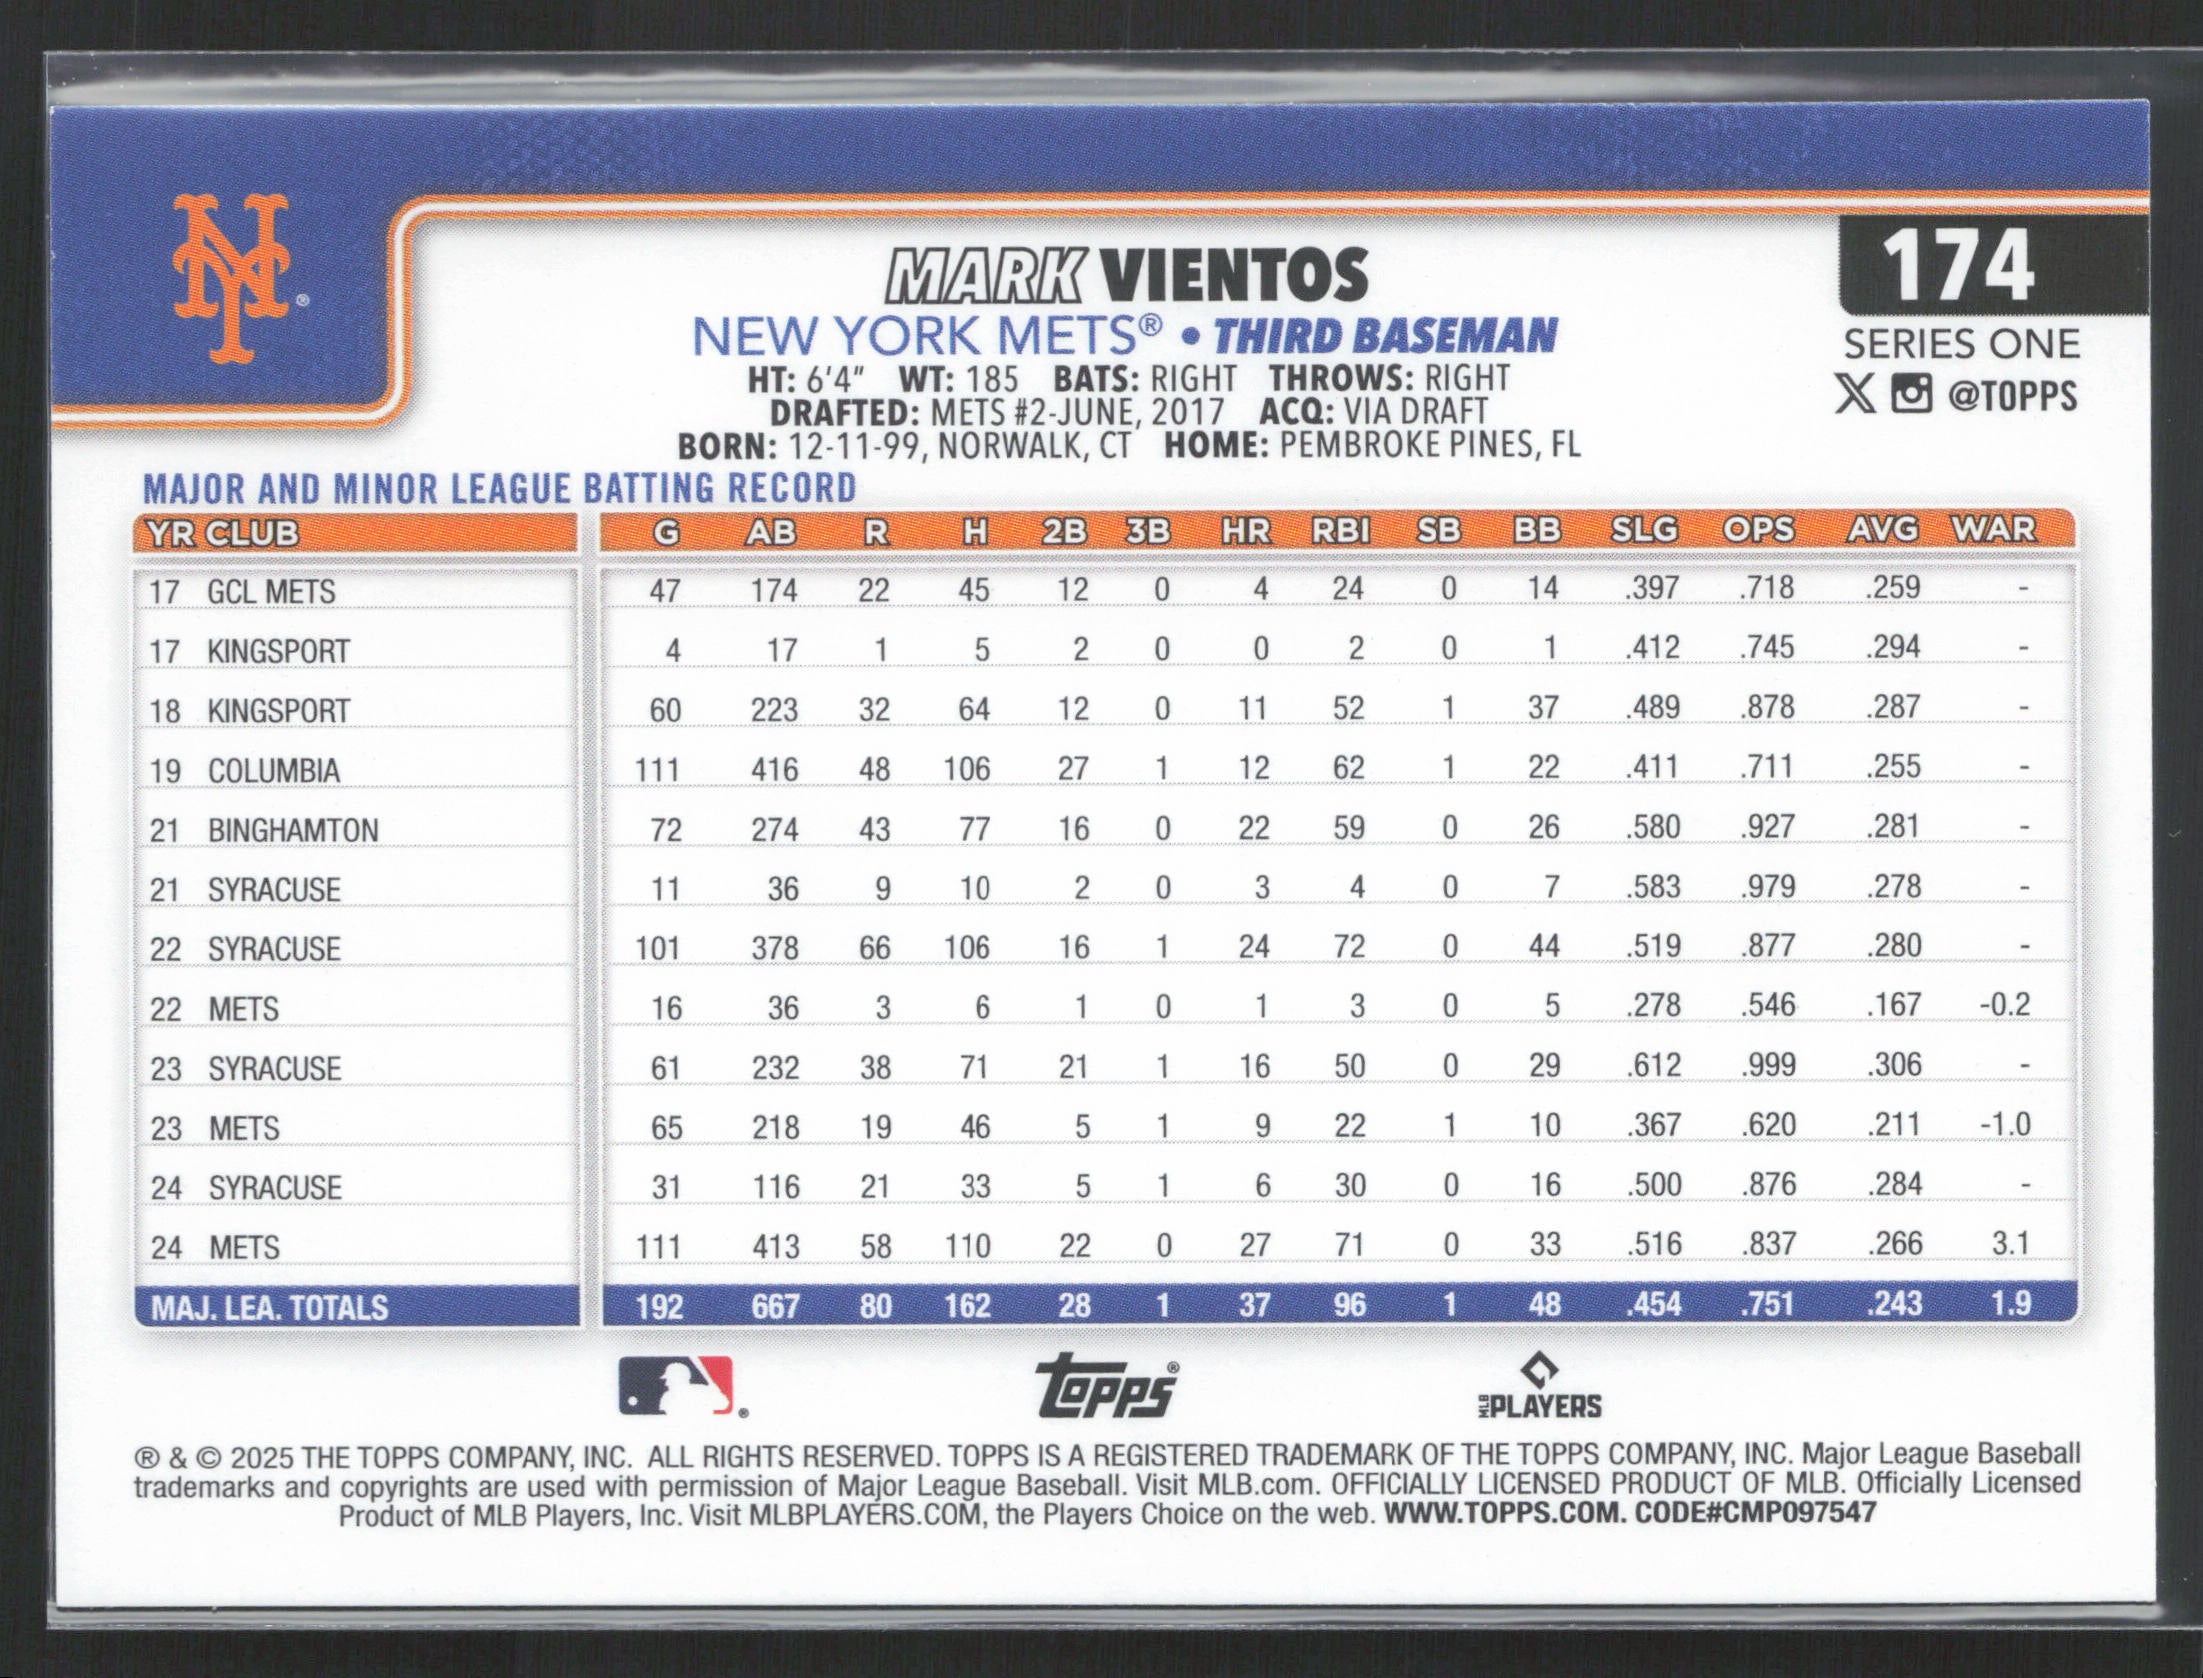 NY ®
MARK VIENTOS
174
NEW YORK METS® • THIRD BASEMAN
SERIES ONE
HT: 6'4" WT: 185 BATS: RIGHT THROWS: RIGHT
X @TOPPS
DRAFTED: METS #2-JUNE, 2017 ACQ: VIA DRAFT
BORN: 12-11-99, NORWALK, CT HOME: PEMBROKE PINES, FL
MAJOR AND MINOR LEAGUE BATTING RECORD
YR CLUB G AB R H 2B 3B HR RBI SB BB SLG OPS AVG WAR
17 GCL METS 47 174 22 45 12 0 4 24 0 14 .397 .718 .259 -
17 KINGSPORT 4 17 1 5 2 0 0 2 0 1 .412 .745 .294 -
18 KINGSPORT 60 223 32 64 12 0 11 52 1 37 .489 .878 .287 -
19 COLUMBIA 111 416 48 106 27 1 12 62 1 22 .411 .711 .255 -
21 BINGHAMTON 72 274 43 77 16 0 22 59 0 26 .580 .927 .281 -
21 SYRACUSE 11 36 9 10 2 0 3 4 0 7 .583 .979 .278 -
22 SYRACUSE 101 378 66 106 16 1 24 72 0 44 .519 .877 .280 -
22 METS 16 36 3 6 1 0 1 3 0 5 .278 .546 .167 -0.2
23 SYRACUSE 61 232 38 71 21 1 16 50 0 29 .612 .999 .306 -
23 METS 65 218 19 46 5 1 9 22 1 10 .367 .620 .211 -1.0
24 SYRACUSE 31 116 21 33 5 1 6 30 0 16 .500 .876 .284 -
24 METS 111 413 58 110 22 0 27 71 0 33 .516 .837 .266 3.1
MAJ. LEA. TOTALS 192 667 80 162 28 1 37 96 1 48 .454 .751 .243 1.9
® topps® MLB PLAYERS
® & © 2025 THE TOPPS COMPANY, INC. ALL RIGHTS RESERVED. TOPPS IS A REGISTERED TRADEMARK OF THE TOPPS COMPANY, INC. Major League Baseball
trademarks and copyrights are used with permission of Major League Baseball. Visit MLB.com. OFFICIALLY LICENSED PRODUCT OF MLB. Officially Licensed
Product of MLB Players, Inc. Visit MLBPLAYERS.COM, the Players Choice on the web. WWW.TOPPS.COM. CODE#CMP097547